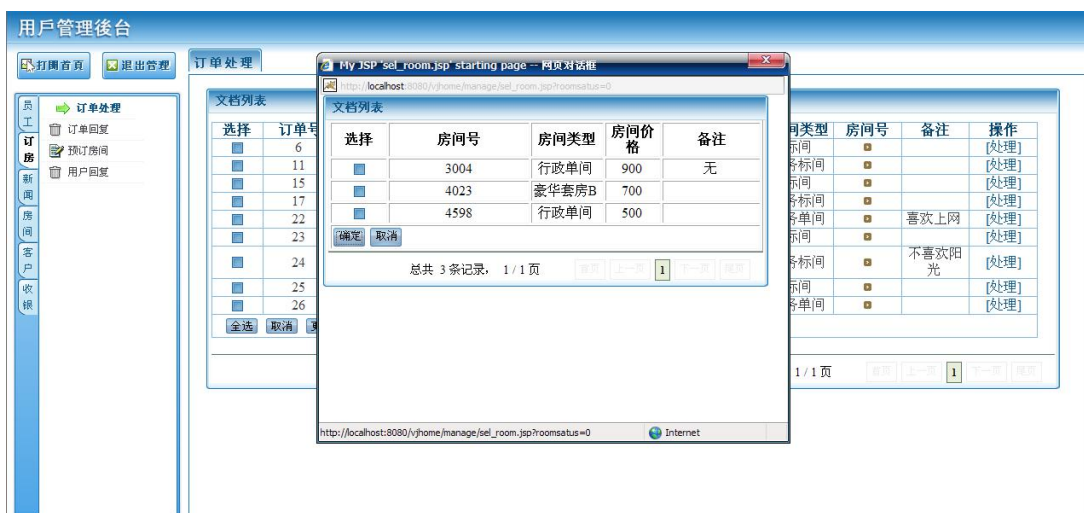 用戶管理後台
打開首頁
退出管理
订单处理
员工
订房
新闻
房间
客户
收银
订单处理
订单回复
预订房间
用户回复
文档列表
选择 订单号
6
11
15
17
22
23
24
25
26
全选 取消
My JSP 'sel_room.jsp' starting page -- 网页对话框
http://localhost:8080/vjhome/manage/sel_room.jsp?roomsatus=0
文档列表
选择 房间号 房间类型 房间价格 备注
3004 行政单间 900 无
4023 豪华套房B 700
4598 行政单间 500
确定 取消
总共 3 条记录， 1 / 1 页 首页 上一页 1 下一页 尾页
http://localhost:8080/vjhome/manage/sel_room.jsp?roomsatus=0 Internet
类型 房间号 备注 操作
标间 [处理]
务标间 [处理]
标间 [处理]
务标间 [处理]
务单间 喜欢上网 [处理]
标间 [处理]
务标间 不喜欢阳光 [处理]
标间 [处理]
务单间 [处理]
1 / 1 页 首页 上一页 1 下一页 尾页